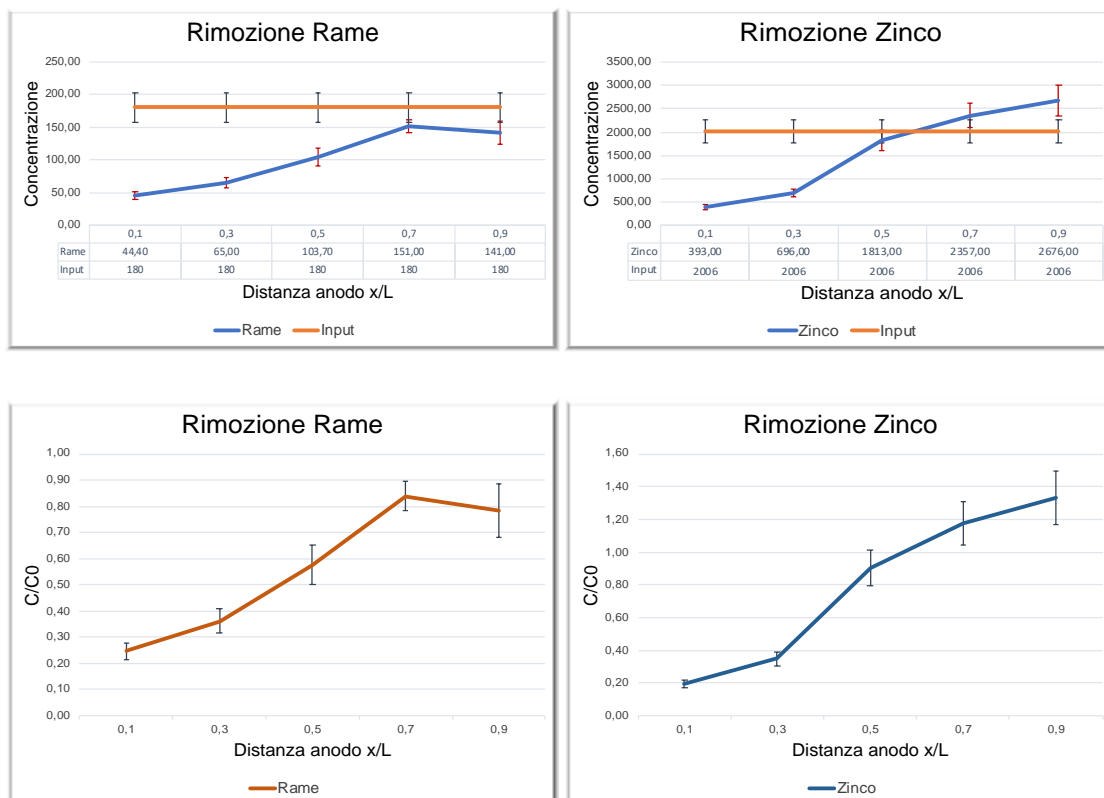 Rimozione Rame
250,00
200,00
150,00
100,00
50,00
0,00
Concentrazione
0,1 0,3 0,5 0,7 0,9
Rame 44,40 65,00 103,70 151,00 141,00
Input 180 180 180 180 180
Distanza anodo x/L
Rame Input
Rimozione Zinco
3500,00
3000,00
2500,00
2000,00
1500,00
1000,00
500,00
0,00
Concentrazione
0,1 0,3 0,5 0,7 0,9
Zinco 393,00 696,00 1813,00 2357,00 2676,00
Input 2006 2006 2006 2006 2006
Distanza anodo x/L
Zinco Input
Rimozione Rame
1,00
0,90
0,80
0,70
0,60
0,50
0,40
0,30
0,20
0,10
0,00
C/C0
0,1 0,3 0,5 0,7 0,9
Distanza anodo x/L
Rame
Rimozione Zinco
1,60
1,40
1,20
1,00
0,80
0,60
0,40
0,20
0,00
C/C0
0,1 0,3 0,5 0,7 0,9
Distanza anodo x/L
Zinco